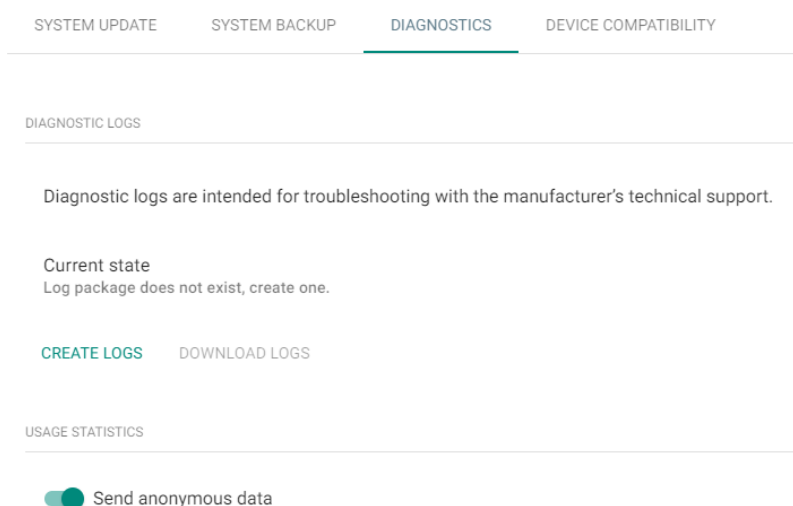 SYSTEM UPDATE SYSTEM BACKUP DIAGNOSTICS DEVICE COMPATIBILITY
DIAGNOSTIC LOGS
Diagnostic logs are intended for troubleshooting with the manufacturer's technical support.
Current state
Log package does not exist, create one.
CREATE LOGS DOWNLOAD LOGS
USAGE STATISTICS
Send anonymous data